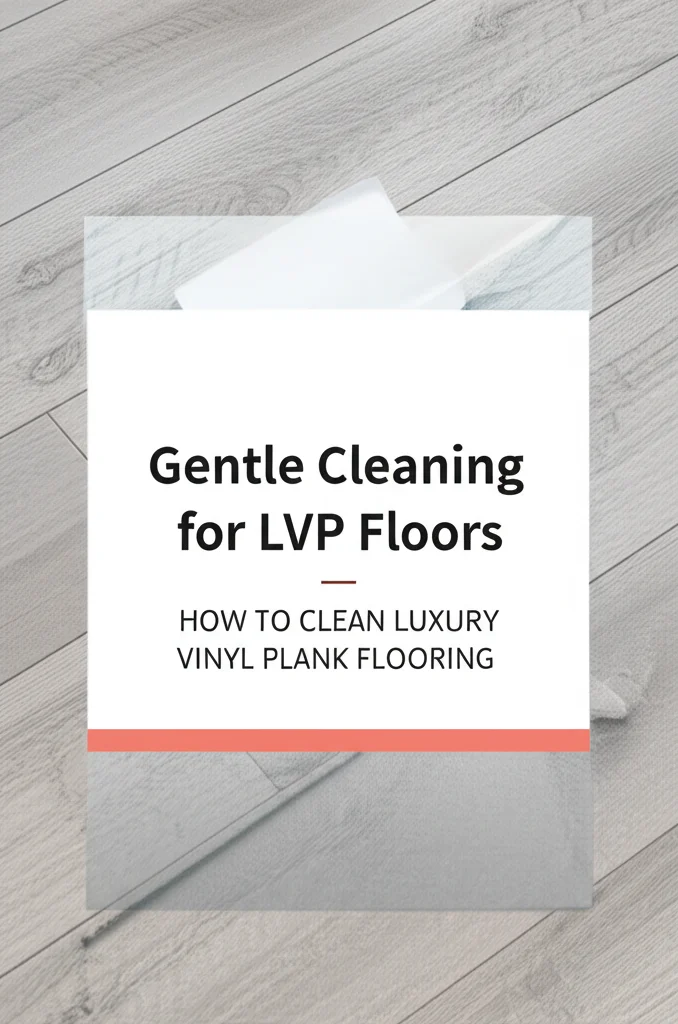 Gentle Cleaning
for LVP Floors
HOW TO CLEAN LUXURY
VINYL PLANK FLOORING